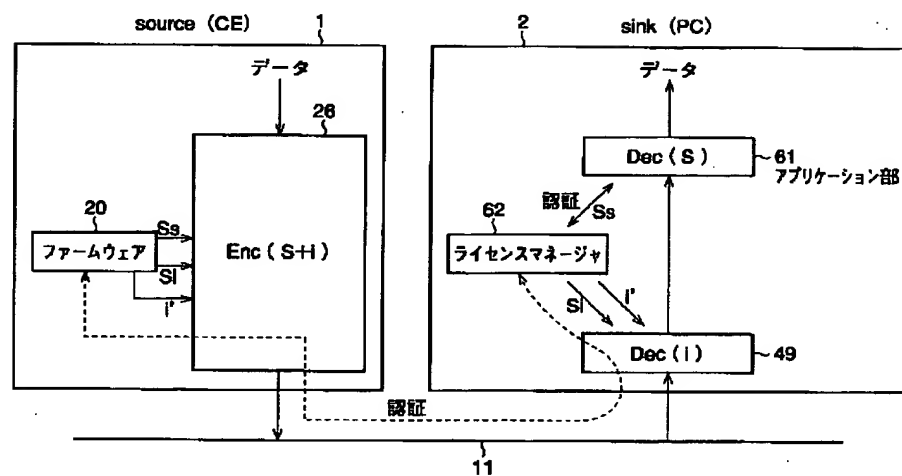 source (CE)
1
データ
26
20
Ss
ファームウェア
Si
i'
Enc (S+i)
sink (PC)
2
データ
Dec (S)
61
アプリケーション部
認証
Ss
62
ライセンスマネージャ
Si
i'
Dec (i)
49
認証
11